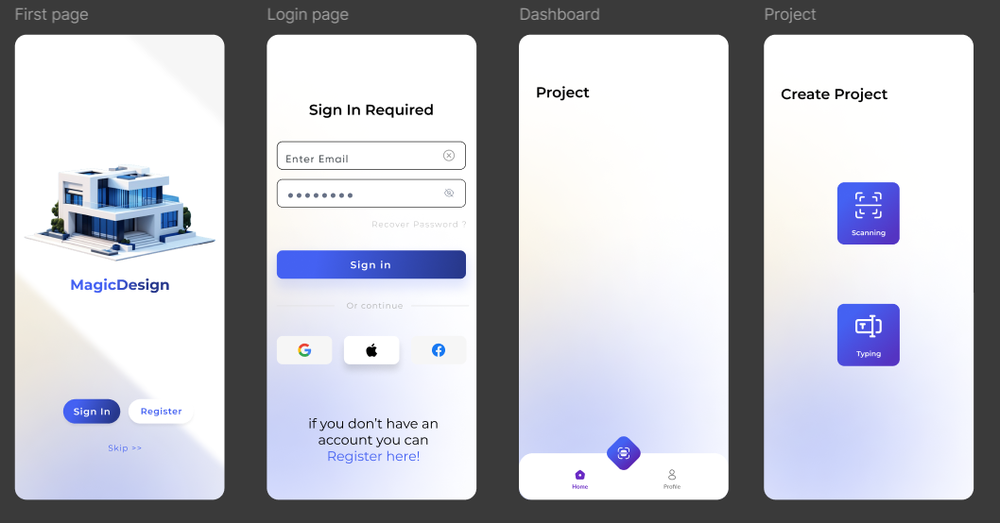 First page
MagicDesign
Sign In
Register
Skip >>
Login page
Sign In Required
Enter Email
Recover Password ?
Sign in
Or continue
if you don't have an
account you can
Register here!
Dashboard
Project
Home
Profile
Project
Create Project
Scanning
T
Typing